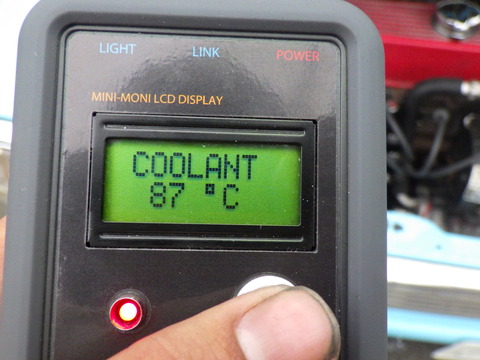 LIGHT LINK POWER
MINI-MONI LCD DISPLAY
COOLANT
87 °C